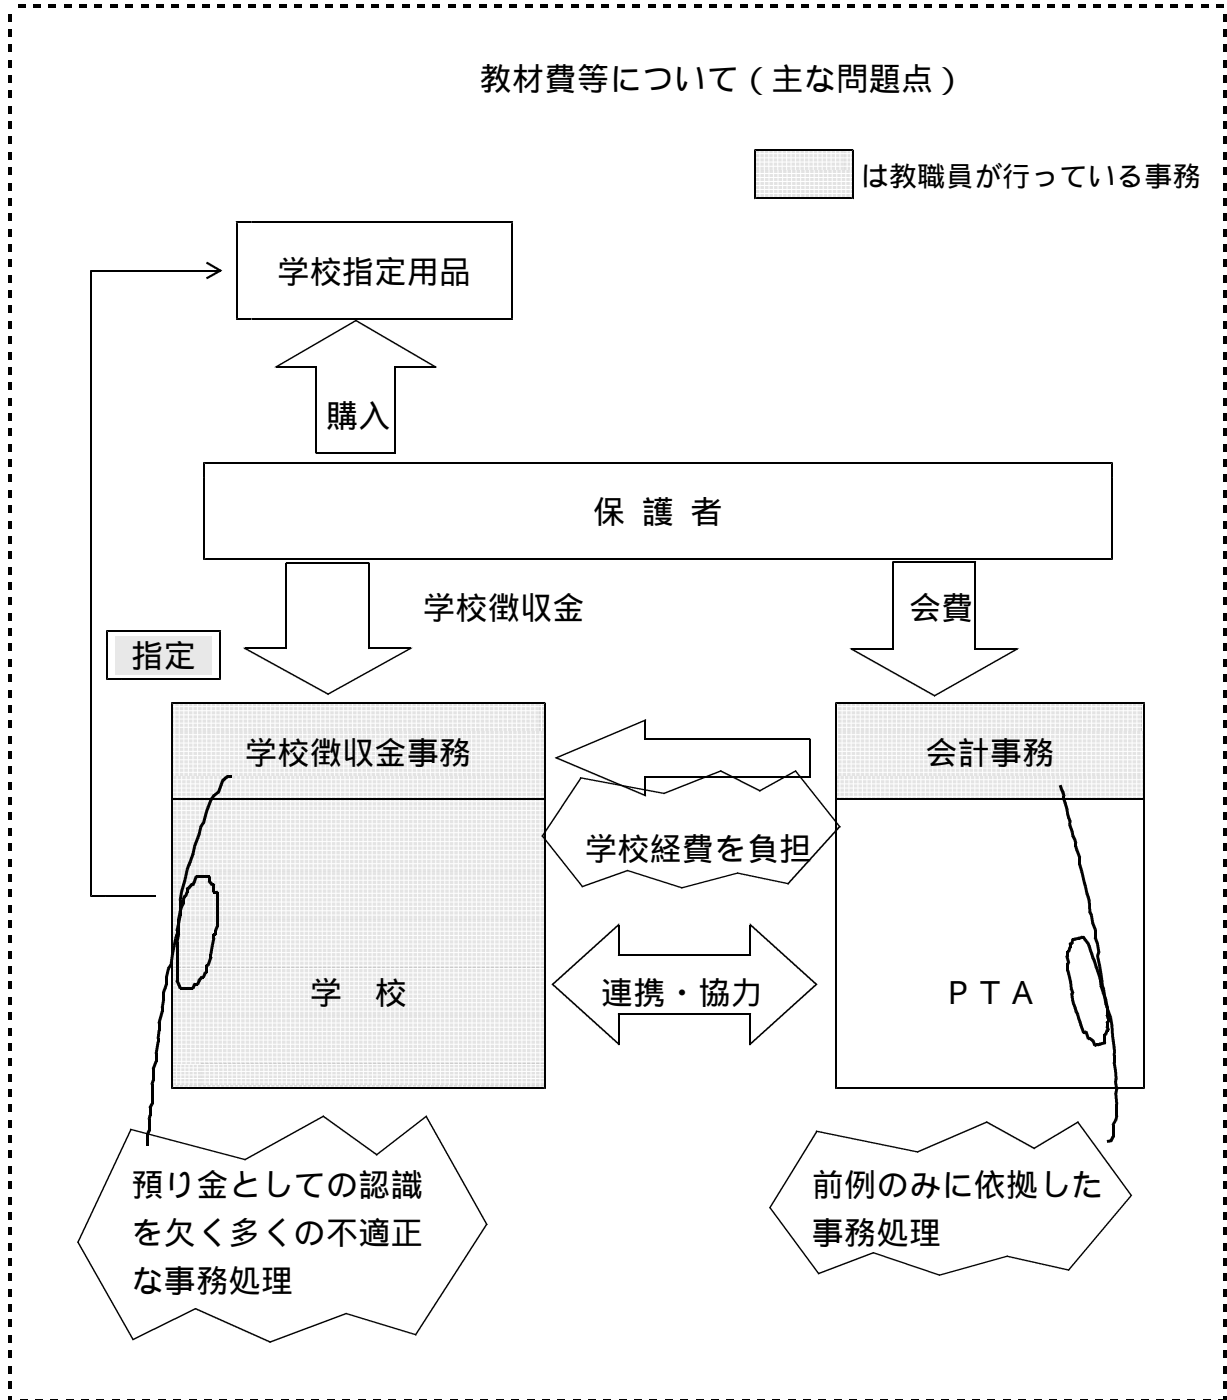 教材費等について（主な問題点）
は教職員が行っている事務
学校指定用品
購入
保 護 者
学校徴収金
会費
指定
学校徴収金事務
会計事務
学校経費を負担
連携・協力
学　校
ＰＴＡ
預り金としての認識
を欠く多くの不適正
な事務処理
前例のみに依拠した
事務処理